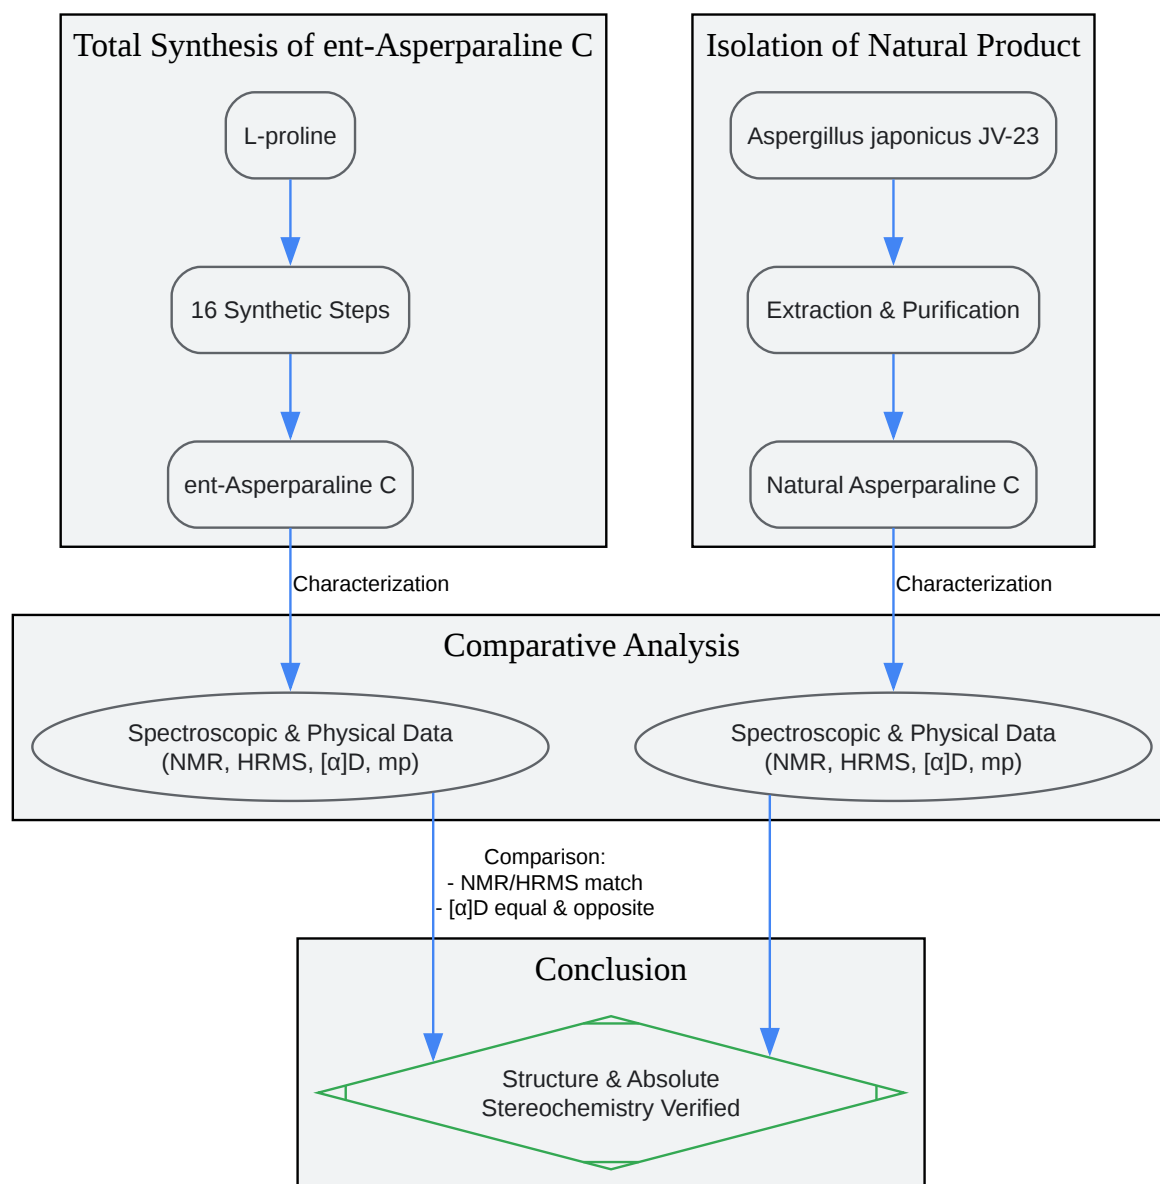 Total Synthesis of ent-Asperparaline C
L-proline
16 Synthetic Steps
ent-Asperparaline C
Characterization
Isolation of Natural Product
Aspergillus japonicus JV-23
Extraction & Purification
Natural Asperparaline C
Characterization
Comparative Analysis
Spectroscopic & Physical Data
(NMR, HRMS, [α]D, mp)
Spectroscopic & Physical Data
(NMR, HRMS, [α]D, mp)
Comparison:
- NMR/HRMS match
- [α]D equal & opposite
Conclusion
Structure & Absolute
Stereochemistry Verified